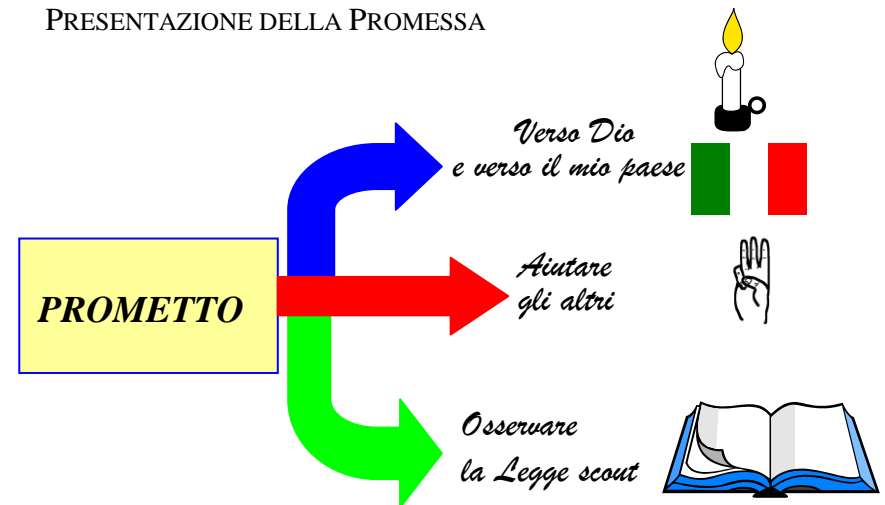 PRESENTAZIONE DELLA PROMESSA
Verso Dio
e verso il mio paese
PROMETTO
Aiutare
gli altri
Osservare
la Legge scout